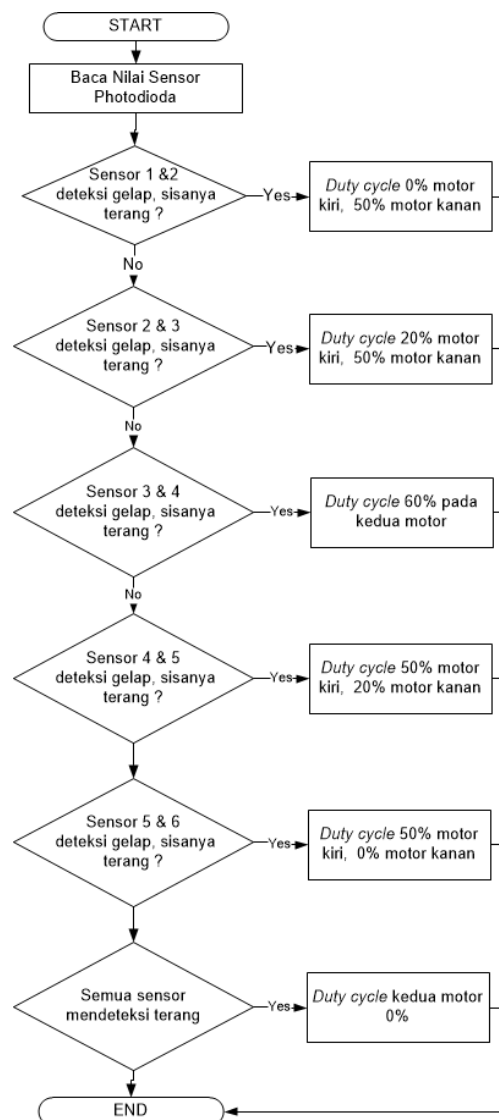 START
Baca Nilai Sensor
Photodioda
Sensor 1 &2
deteksi gelap, sisanya
terang ?
Yes
Duty cycle 0% motor
kiri, 50% motor kanan
No
Sensor 2 & 3
deteksi gelap, sisanya
terang ?
Yes
Duty cycle 20% motor
kiri, 50% motor kanan
No
Sensor 3 & 4
deteksi gelap, sisanya
terang ?
Yes
Duty cycle 60% pada
kedua motor
No
Sensor 4 & 5
deteksi gelap, sisanya
terang ?
Yes
Duty cycle 50% motor
kiri, 20% motor kanan
Sensor 5 & 6
deteksi gelap, sisanya
terang ?
Yes
Duty cycle 50% motor
kiri, 0% motor kanan
Semua sensor
mendeteksi terang
Yes
Duty cycle kedua motor
0%
END